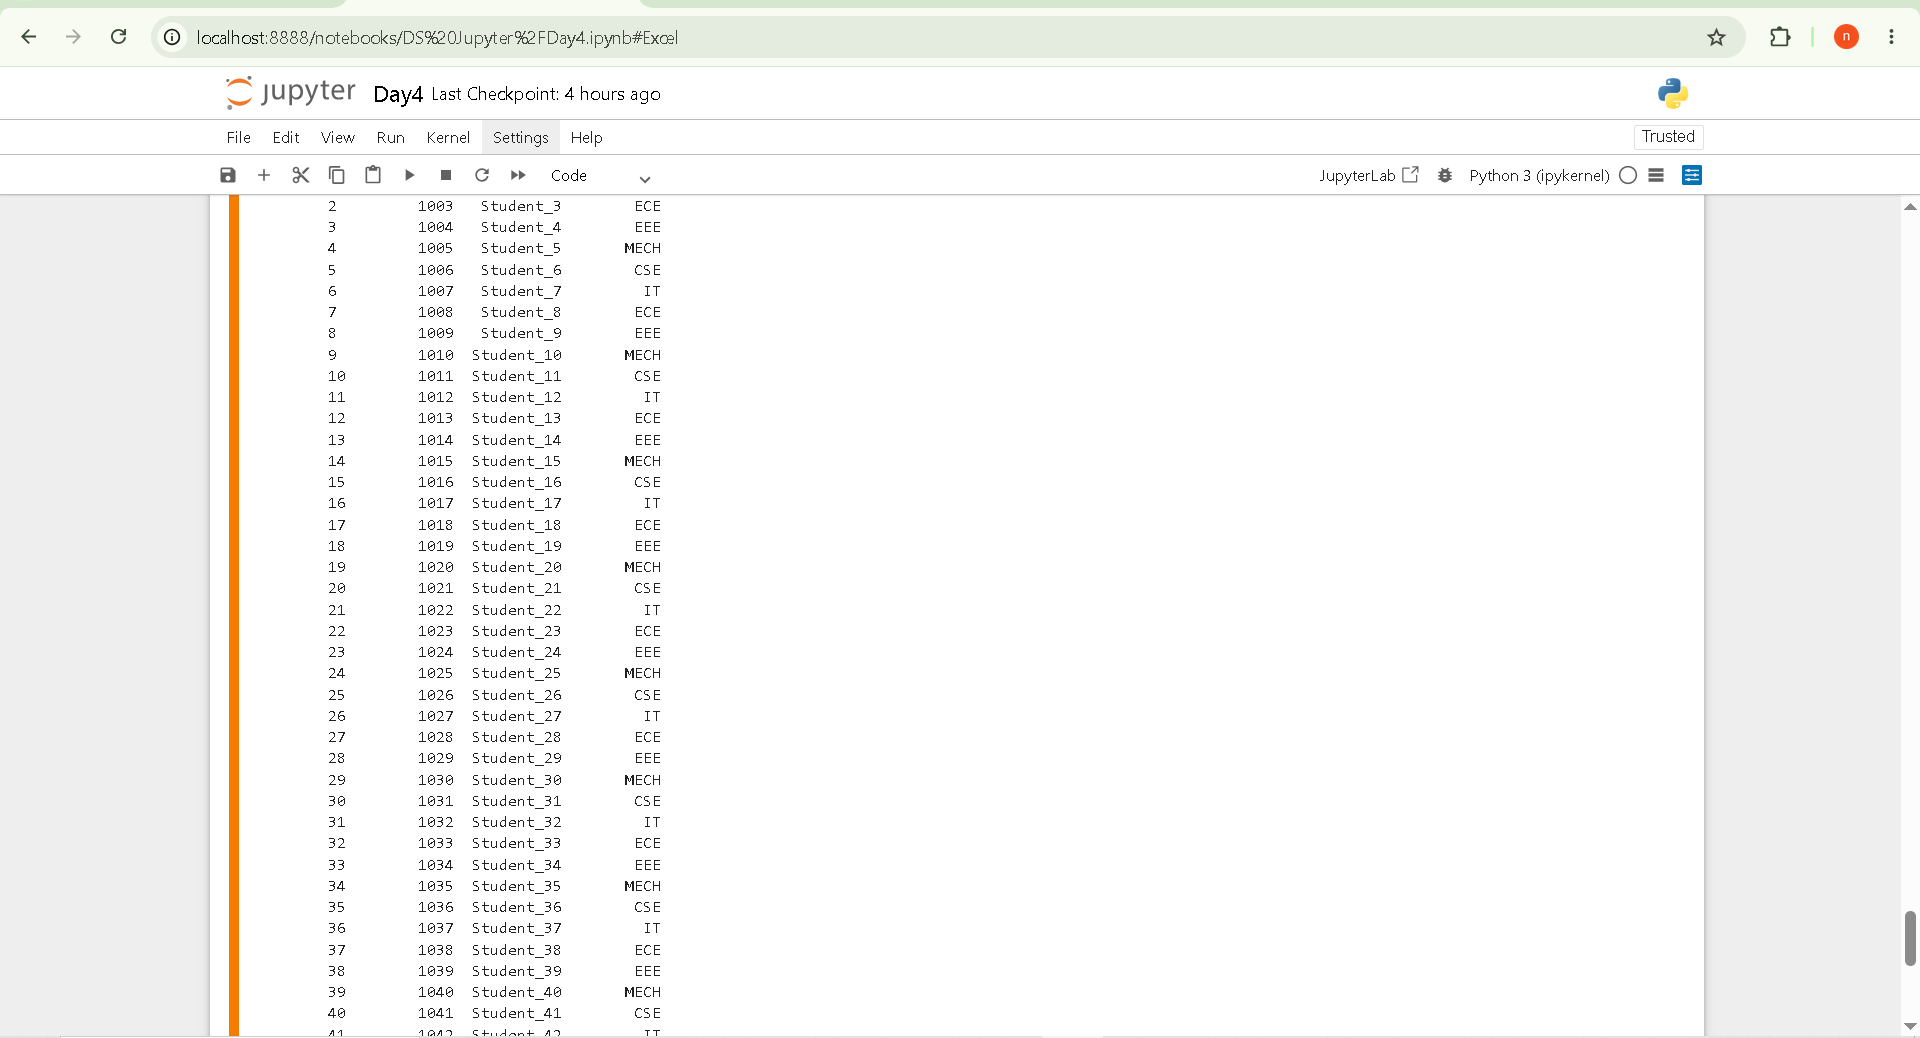 localhost:8888/notebooks/DS%20Jupyter%2FDay4.ipynb#Excel
n
jupyter Day4 Last Checkpoint: 4 hours ago
File Edit View Run Kernel Settings Help
Trusted
Code
JupyterLab
Python 3 (ipykernel)
2 1003 Student_3 ECE
3 1004 Student_4 EEE
4 1005 Student_5 MECH
5 1006 Student_6 CSE
6 1007 Student_7 IT
7 1008 Student_8 ECE
8 1009 Student_9 EEE
9 1010 Student_10 MECH
10 1011 Student_11 CSE
11 1012 Student_12 IT
12 1013 Student_13 ECE
13 1014 Student_14 EEE
14 1015 Student_15 MECH
15 1016 Student_16 CSE
16 1017 Student_17 IT
17 1018 Student_18 ECE
18 1019 Student_19 EEE
19 1020 Student_20 MECH
20 1021 Student_21 CSE
21 1022 Student_22 IT
22 1023 Student_23 ECE
23 1024 Student_24 EEE
24 1025 Student_25 MECH
25 1026 Student_26 CSE
26 1027 Student_27 IT
27 1028 Student_28 ECE
28 1029 Student_29 EEE
29 1030 Student_30 MECH
30 1031 Student_31 CSE
31 1032 Student_32 IT
32 1033 Student_33 ECE
33 1034 Student_34 EEE
34 1035 Student_35 MECH
35 1036 Student_36 CSE
36 1037 Student_37 IT
37 1038 Student_38 ECE
38 1039 Student_39 EEE
39 1040 Student_40 MECH
40 1041 Student_41 CSE
41 1042 Student_42 IT